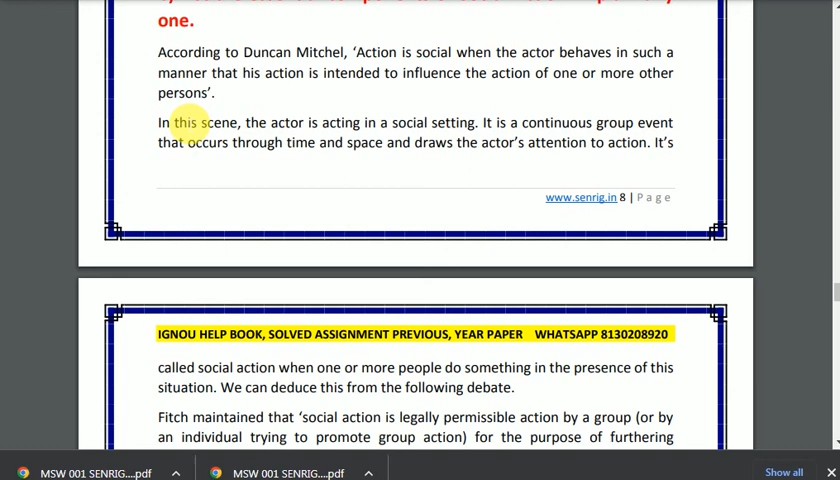 one.
According to Duncan Mitchel, ‘Action is social when the actor behaves in such a
manner that his action is intended to influence the action of one or more other
persons’.
In this scene, the actor is acting in a social setting. It is a continuous group event
that occurs through time and space and draws the actor’s attention to action. It’s
www.senrig.in 8 | P a g e
IGNOU HELP BOOK, SOLVED ASSIGNMENT PREVIOUS, YEAR PAPER WHATSAPP 8130208920
called social action when one or more people do something in the presence of this
situation. We can deduce this from the following debate.
Fitch maintained that ‘social action is legally permissible action by a group (or by
an individual trying to promote group action) for the purpose of furthering
MSW 001 SENRIG....pdf MSW 001 SENRIG....pdf Show all